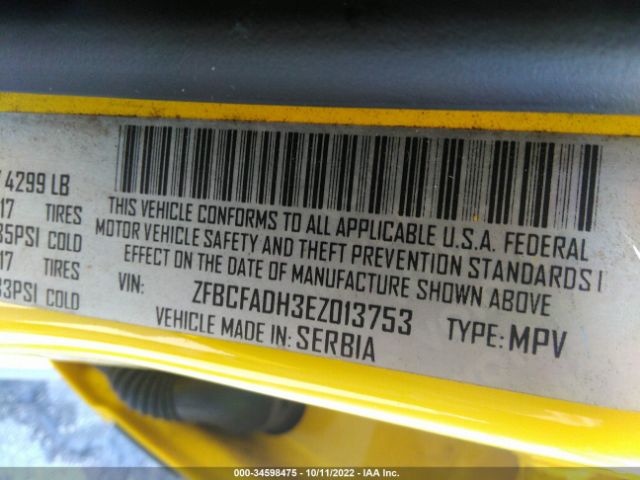 4299 LB
17 TIRES
35PSI COLD
17 TIRES
33PSI COLD
THIS VEHICLE CONFORMS TO ALL APPLICABLE U.S.A. FEDERAL
MOTOR VEHICLE SAFETY AND THEFT PREVENTION STANDARDS I
EFFECT ON THE DATE OF MANUFACTURE SHOWN ABOVE
VIN: ZFBCFADH3EZ013753 TYPE: MPV
VEHICLE MADE IN: SERBIA
000-34598475 - 10/11/2022 - IAA Inc.